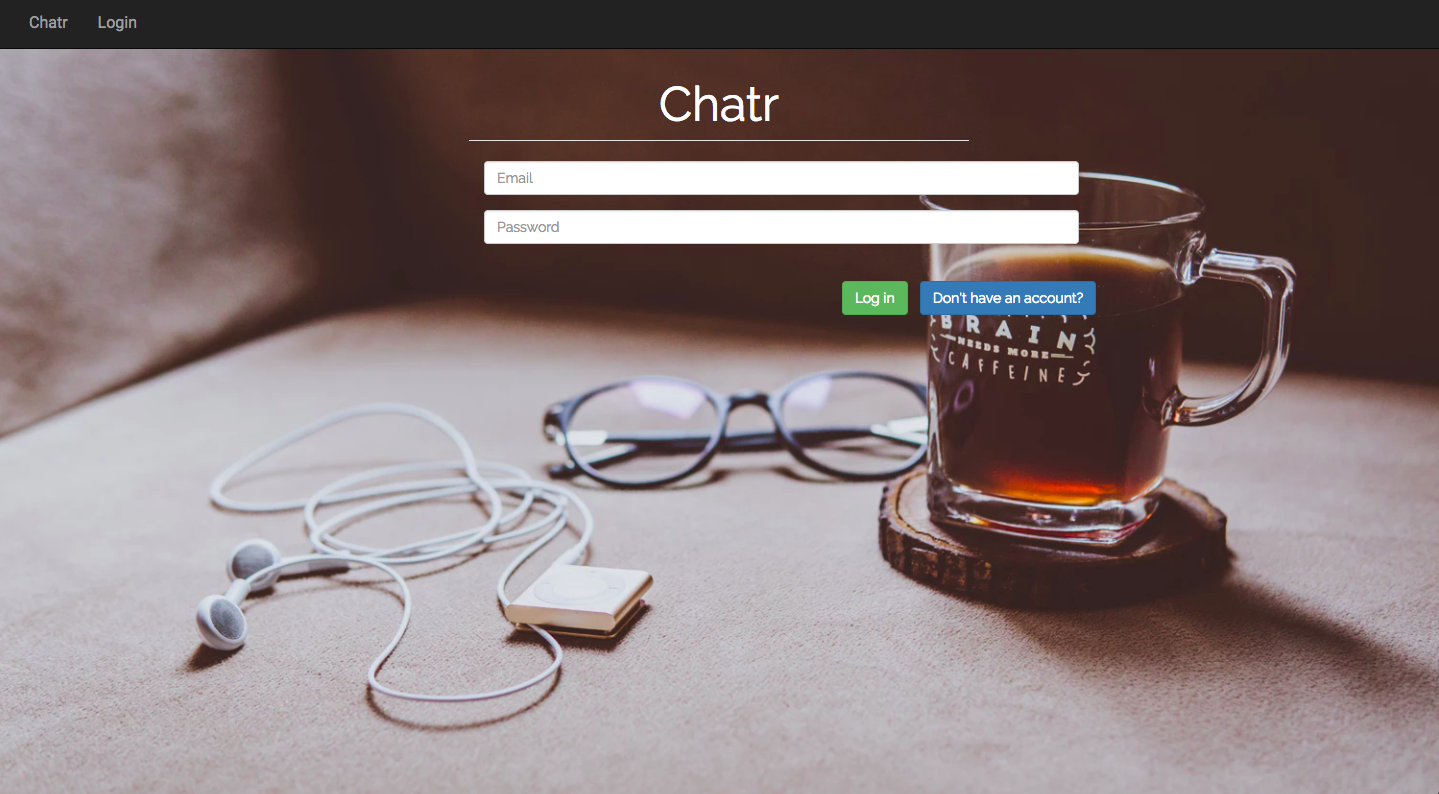 Chatr Login
Chatr
Email
Password
Log in Don't have an account?
BRAIN
NEEDS MORE
CAFFEINE